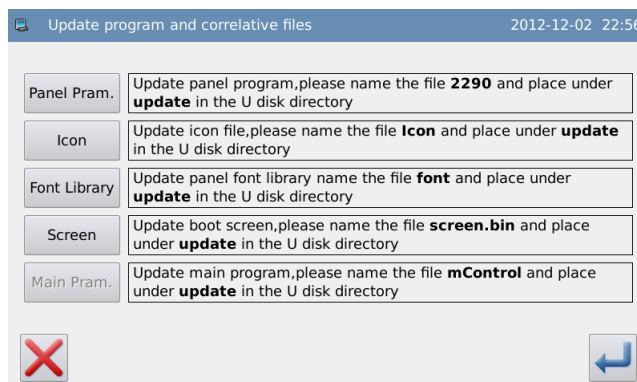 Update program and correlative files 2012-12-02 22:56
Panel Pram.
Update panel program,please name the file 2290 and place under
update in the U disk directory
Icon
Update icon file,please name the file Icon and place under update
in the U disk directory
Font Library
Update panel font library name the file font and place under
update in the U disk directory
Screen
Update boot screen,please name the file screen.bin and place
under update in the U disk directory
Main Pram.
Update main program,please name the file mControl and place
under update in the U disk directory